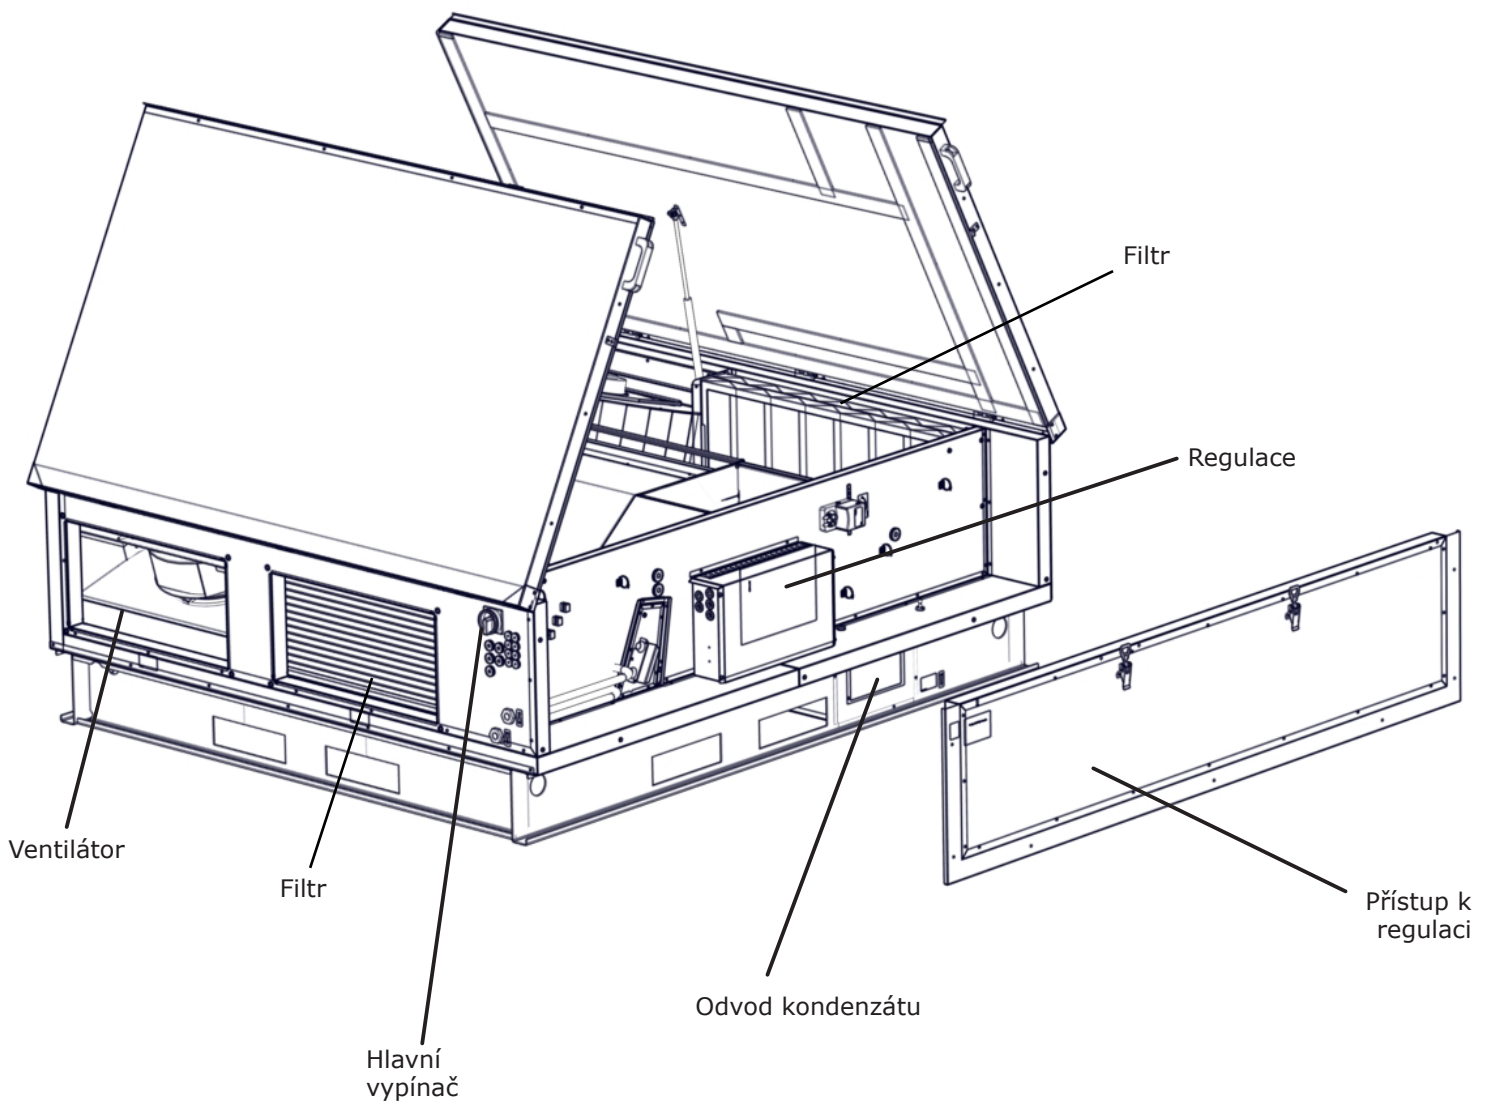 Filtr
Regulace
Ventilátor
Filtr
Přístup k
regulaci
Odvod kondenzátu
Hlavní
vypínač